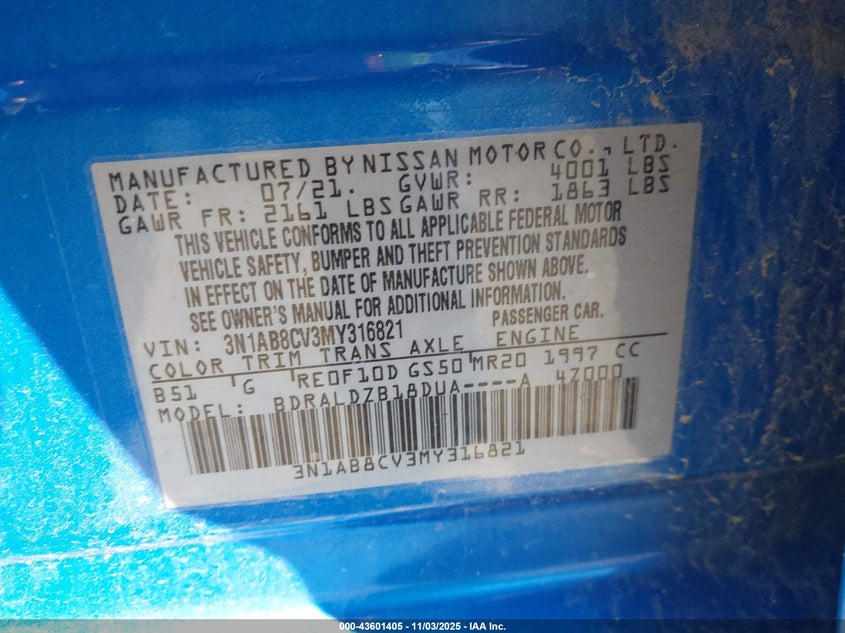 MANUFACTURED BY NISSAN MOTOR CO., LTD.
DATE: 07/21. GVWR: 4001 LBS
GAWR FR: 2161 LBS GAWR RR: 1863 LBS
THIS VEHICLE CONFORMS TO ALL APPLICABLE FEDERAL MOTOR
VEHICLE SAFETY, BUMPER AND THEFT PREVENTION STANDARDS
IN EFFECT ON THE DATE OF MANUFACTURE SHOWN ABOVE.
SEE OWNER'S MANUAL FOR ADDITIONAL INFORMATION.
VIN: 3N1AB8CV3MY316821 PASSENGER CAR.
COLOR TRIM TRANS AXLE ENGINE
B51 G RE0F10D GS50 MR20 1997 CC
MODEL: BDRALDZB18DUA----A 4Z000
3N1AB8CV3MY316821
000-43601405 - 11/03/2025 - IAA Inc.